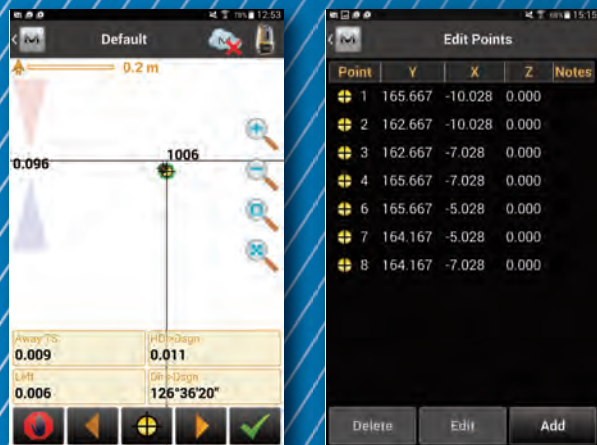 12:53
Default
0.2 m
1006
0.096
Away TS
0.009
HD->Dsgn
0.011
Left
0.006
Dir->Dsgn
126°36'20"
15:15
Edit Points
Point Y X Z Notes
1 165.667 -10.028 0.000
2 162.667 -10.028 0.000
3 162.667 -7.028 0.000
4 165.667 -7.028 0.000
6 165.667 -5.028 0.000
7 164.167 -5.028 0.000
8 164.167 -7.028 0.000
Delete Edit Add